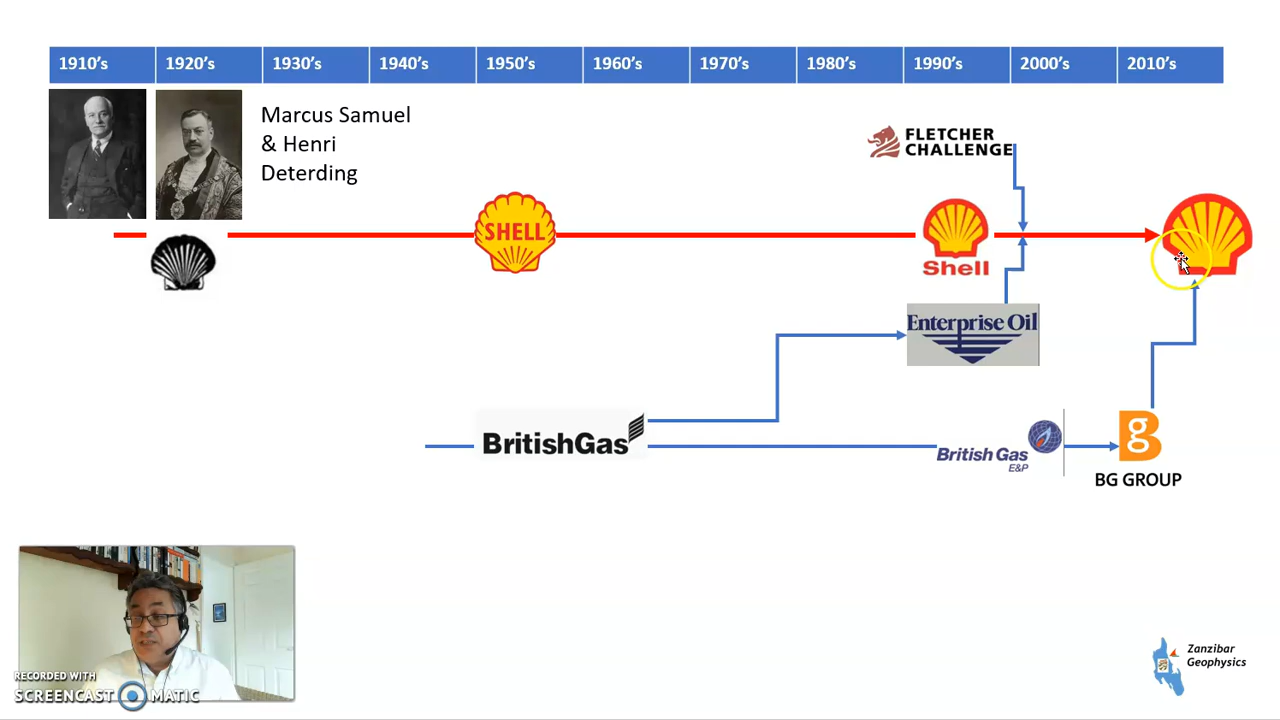 1910's
1920's
1930's
1940's
1950's
1960's
1970's
1980's
1990's
2000's
2010's
Marcus Samuel
& Henri
Deterding
FLETCHER
CHALLENGE
SHELL
Shell
Enterprise Oil
BritishGas
British Gas
E&P
g
BG GROUP
Zanzibar
Geophysics
RECORDED WITH
SCREENCAST MATIC